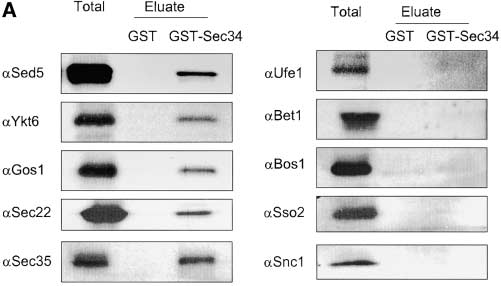 A
Total Eluate
GST GST-Sec34
αSed5
αYkt6
αGos1
αSec22
αSec35
Total Eluate
GST GST-Sec34
αUfe1
αBet1
αBos1
αSso2
αSnc1